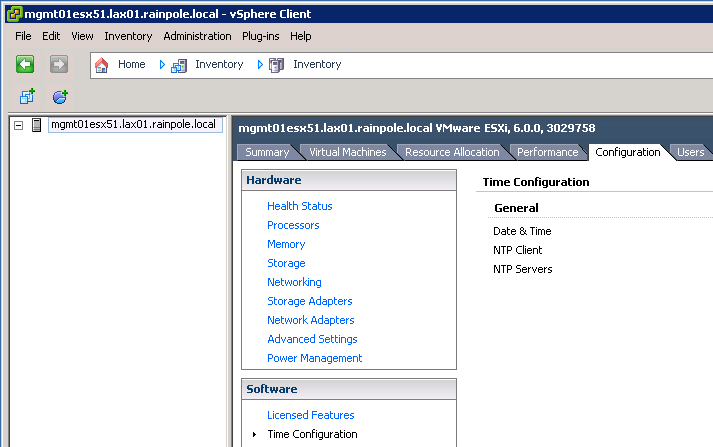 mgmt01esx51.lax01.rainpole.local - vSphere Client
File Edit View Inventory Administration Plug-ins Help
Home Inventory Inventory
mgmt01esx51.lax01.rainpole.local
mgmt01esx51.lax01.rainpole.local VMware ESXi, 6.0.0, 3029758
Summary Virtual Machines Resource Allocation Performance Configuration Users
Hardware
Health Status
Processors
Memory
Storage
Networking
Storage Adapters
Network Adapters
Advanced Settings
Power Management
Software
Licensed Features
Time Configuration
Time Configuration
General
Date & Time
NTP Client
NTP Servers